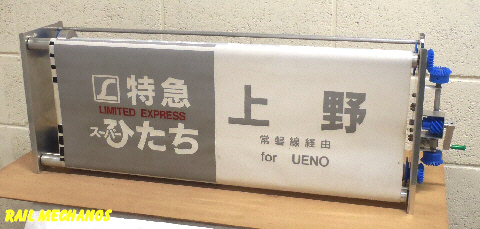 特急
LIMITED EXPRESS
スーパーひたち
上野
常磐線経由
for UENO
RAIL MECHANOS